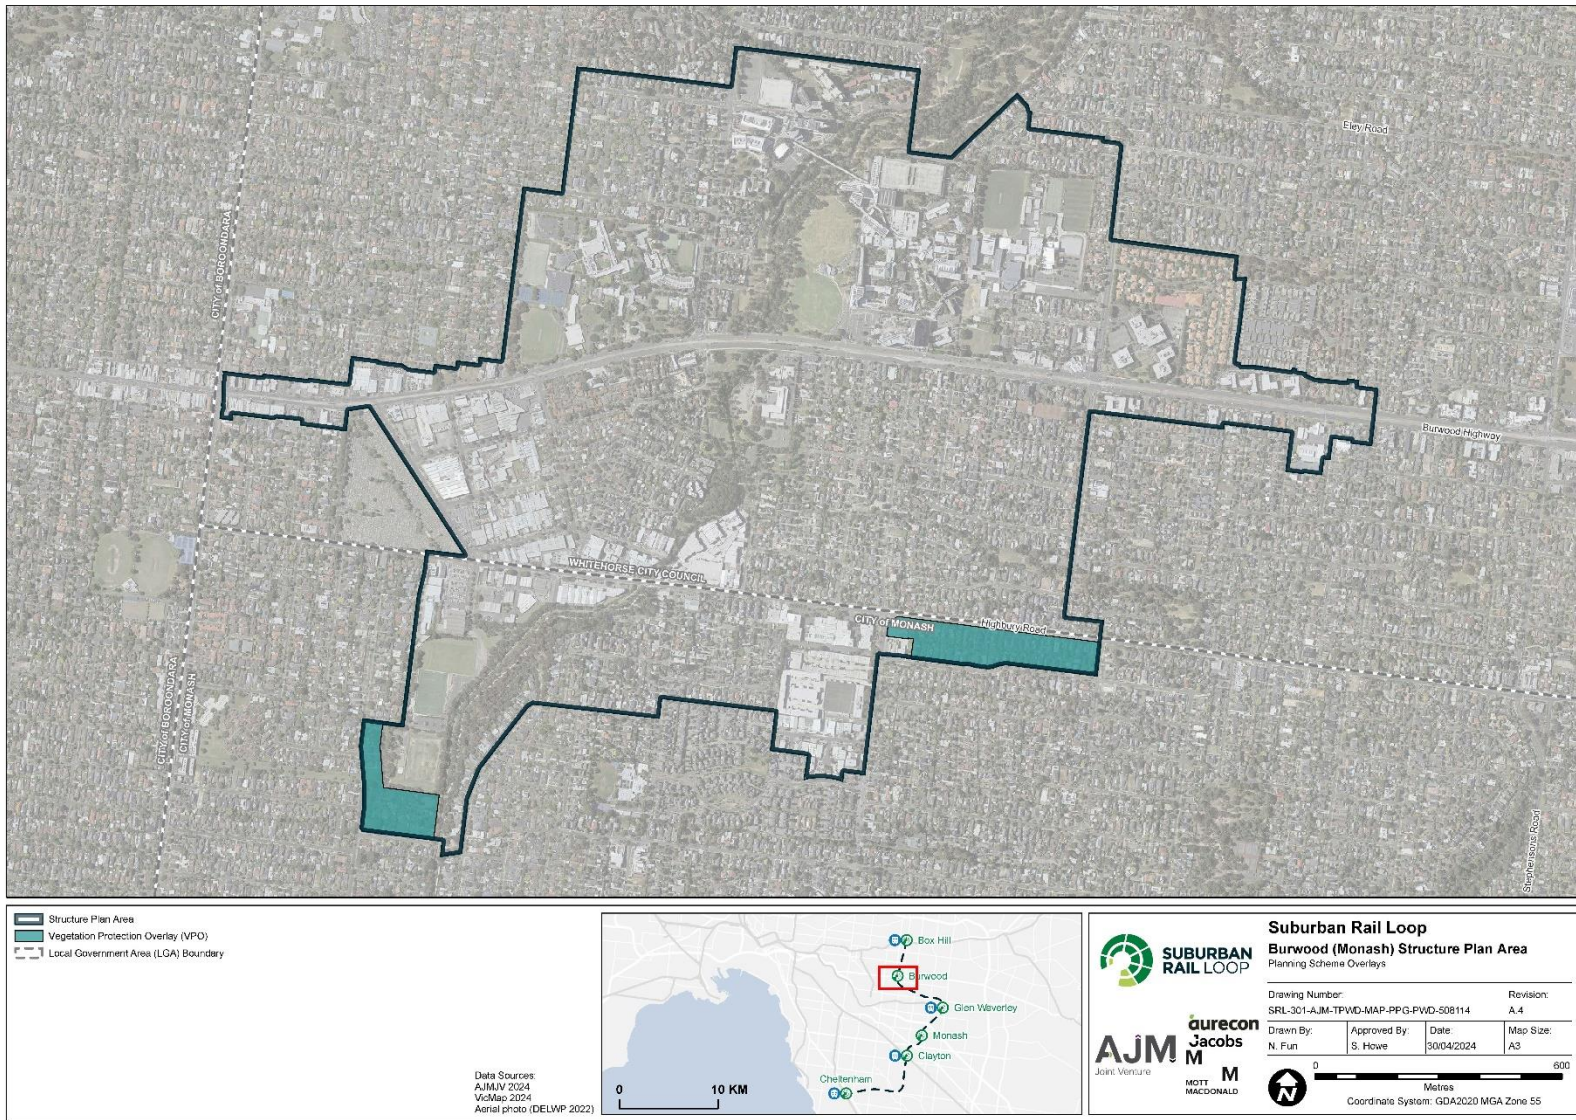 Eley Road
CITY of BOROONDARA
Burwood Highway
WHITEHORSE CITY COUNCIL
CITY of MONASH
Highbury Road
CITY of BOROONDARA
CITY of MONASH
Stephensons Road
Structure Plan Area
Vegetation Protection Overlay (VPO)
Local Government Area (LGA) Boundary
Data Sources:
AJMJV 2024
VicMap 2024
Aerial photo (DELWP 2022)
Box Hill
Burwood
Glen Waverley
Monash
Clayton
Cheltenham
0 10 KM
SUBURBAN
RAIL LOOP
AJM
Joint Venture
aurecon
Jacobs
M
M
MOTT
MACDONALD
N
Suburban Rail Loop
Burwood (Monash) Structure Plan Area
Planning Scheme Overlays
Drawing Number: Revision:
SRL-301-AJM-TPWD-MAP-PPG-PWD-508114 A.4
Drawn By: Approved By: Date: Map Size:
N. Fun S. Howe 30/04/2024 A3
0 600
Metres
Coordinate System: GDA2020 MGA Zone 55